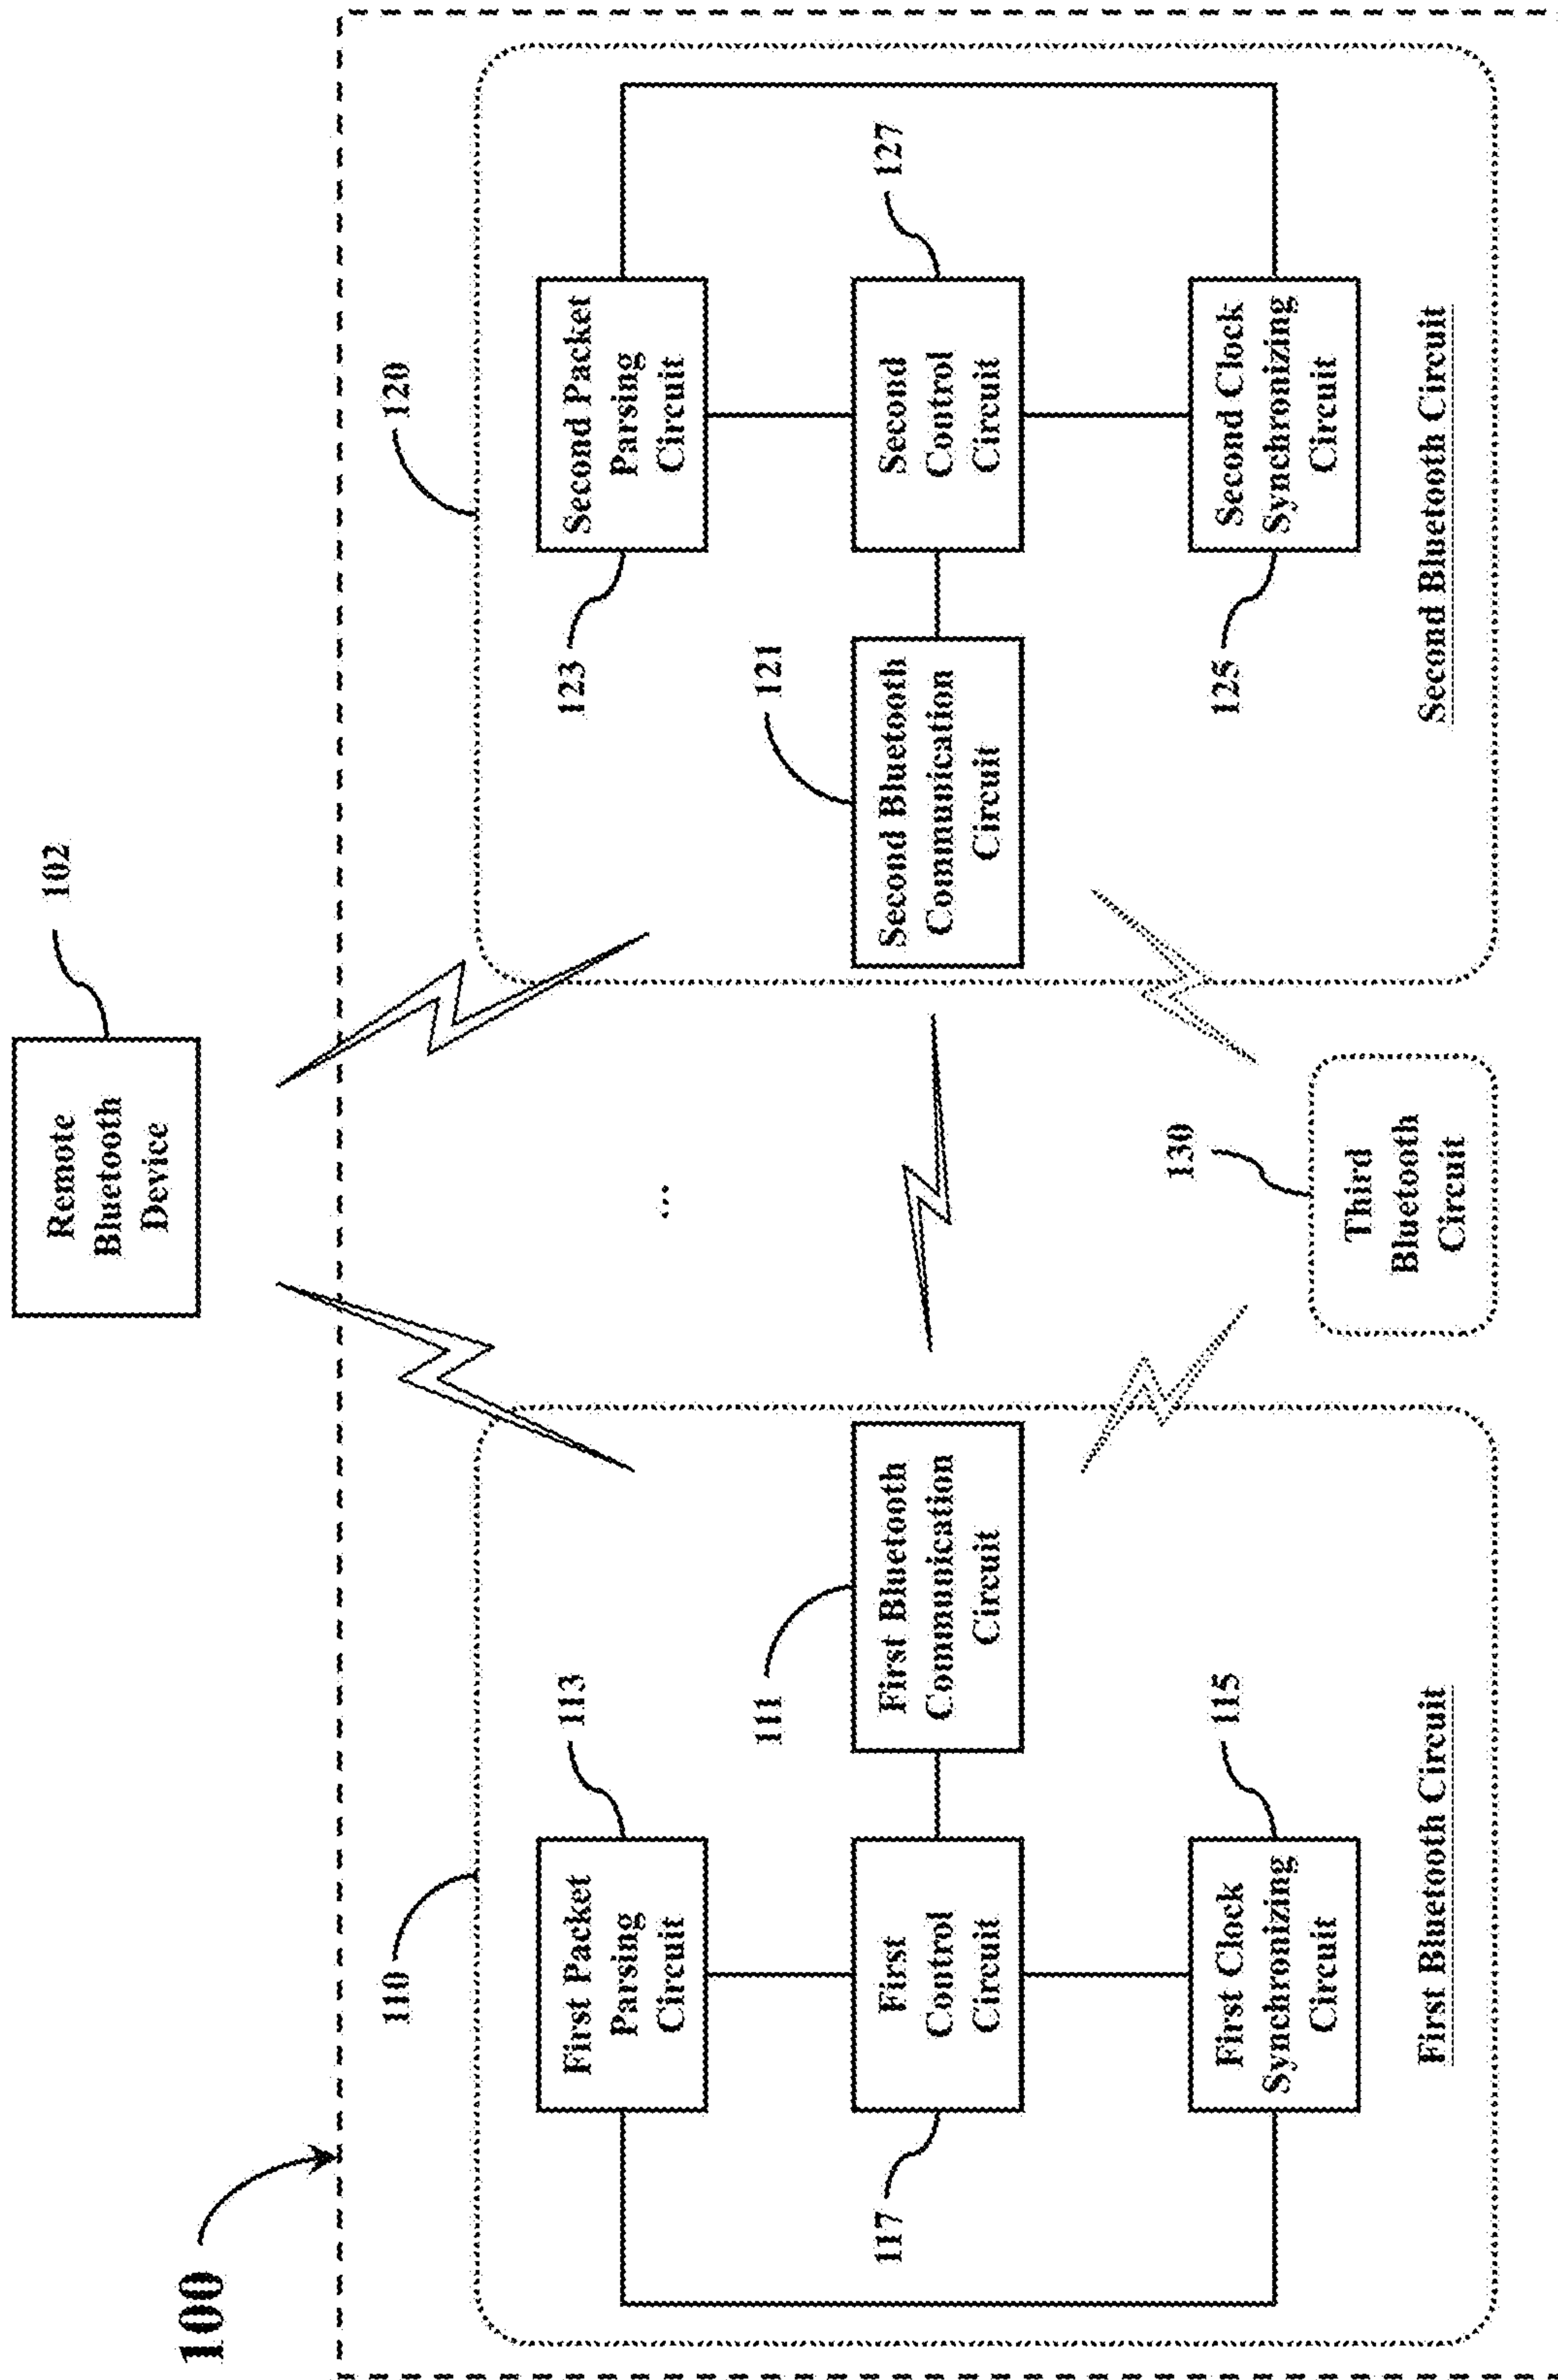 Remote
Bluetooth
Device
102
100
110
120
First Packet
Parsing
Circuit
113
Second Packet
Parsing
Circuit
123
...
First
Control
Circuit
117
First Bluetooth
Communication
Circuit
111
Second Bluetooth
Communication
Circuit
121
Second
Control
Circuit
127
First Clock
Synchronizing
Circuit
115
Second Clock
Synchronizing
Circuit
125
Third
Bluetooth
Circuit
130
First Bluetooth Circuit
Second Bluetooth Circuit